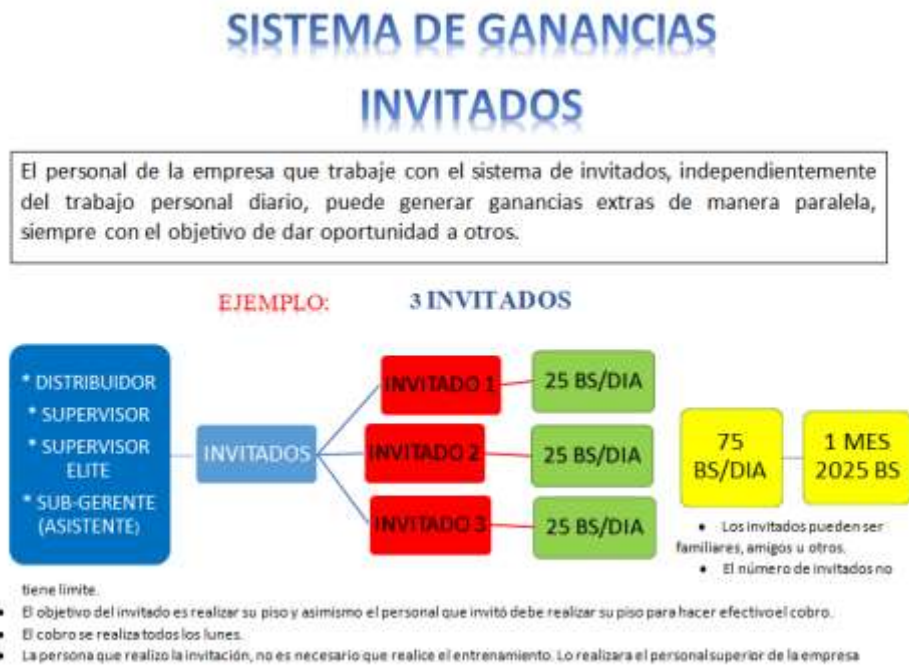 SISTEMA DE GANANCIAS
INVITADOS
El personal de la empresa que trabaje con el sistema de invitados, independientemente
del trabajo personal diario, puede generar ganancias extras de manera paralela,
siempre con el objetivo de dar oportunidad a otros.
EJEMPLO: 3 INVITADOS
* DISTRIBUIDOR
* SUPERVISOR
* SUPERVISOR
ELITE
* SUB-GERENTE
(ASISTENTE)
INVITADOS
INVITADO 1
25 BS/DIA
INVITADO 2
25 BS/DIA
INVITADO 3
25 BS/DIA
75
BS/DIA
1 MES
2025 BS
• Los invitados pueden ser
familiares, amigos u otros.
• El número de invitados no
tiene limite.
• El objetivo del invitado es realizar su piso y asimismo el personal que invitó debe realizar su piso para hacer efectivo el cobro.
• El cobro se realiza todos los lunes.
• La persona que realizo la invitación, no es necesario que realice el entrenamiento. Lo realizara el personal superior de la empresa